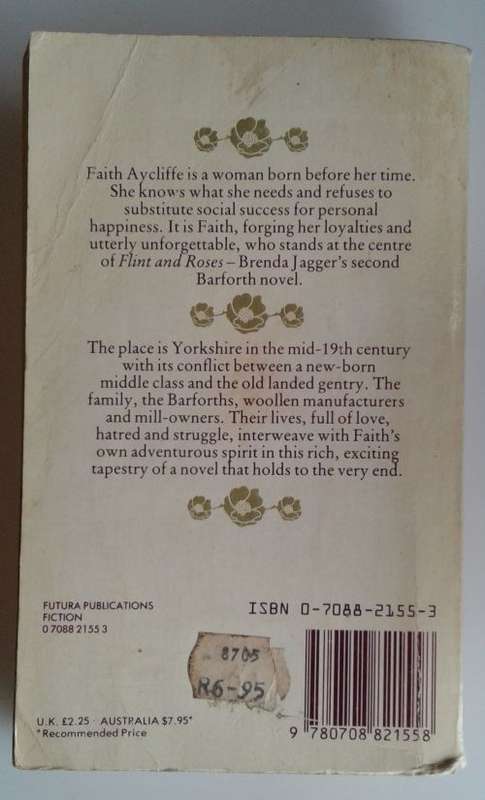 Faith Aycliffe is a woman born before her time.
She knows what she needs and refuses to
substitute social success for personal
happiness. It is Faith, forging her loyalties and
utterly unforgettable, who stands at the centre
of Flint and Roses – Brenda Jagger's second
Barforth novel.
The place is Yorkshire in the mid-19th century
with its conflict between a new-born
middle class and the old landed gentry. The
family, the Barforths, woollen manufacturers
and mill-owners. Their lives, full of love,
hatred and struggle, interweave with Faith's
own adventurous spirit in this rich, exciting
tapestry of a novel that holds to the very end.
FUTURA PUBLICATIONS
FICTION
0 7088 2155 3
ISBN 0-7088-2155-3
8705
R6-95
U.K. £2.25 · AUSTRALIA $7.95*
*Recommended Price
9 780708 821558